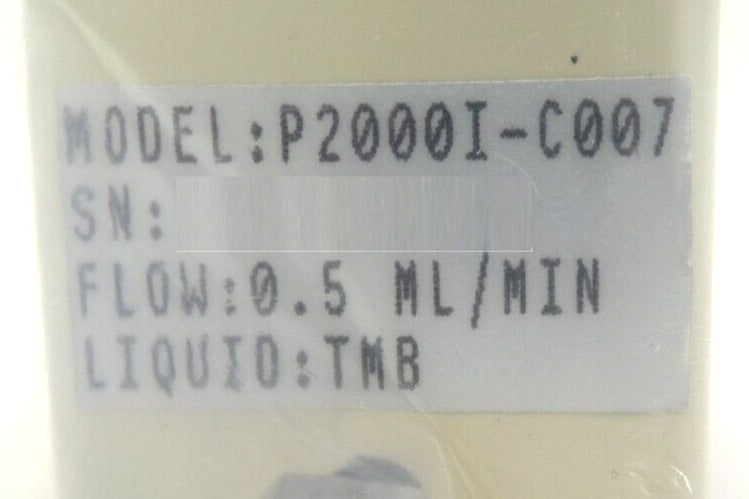 MODEL:P2000I-C007
SN:
FLOW:0.5 ML/MIN
LIQUID:TMB